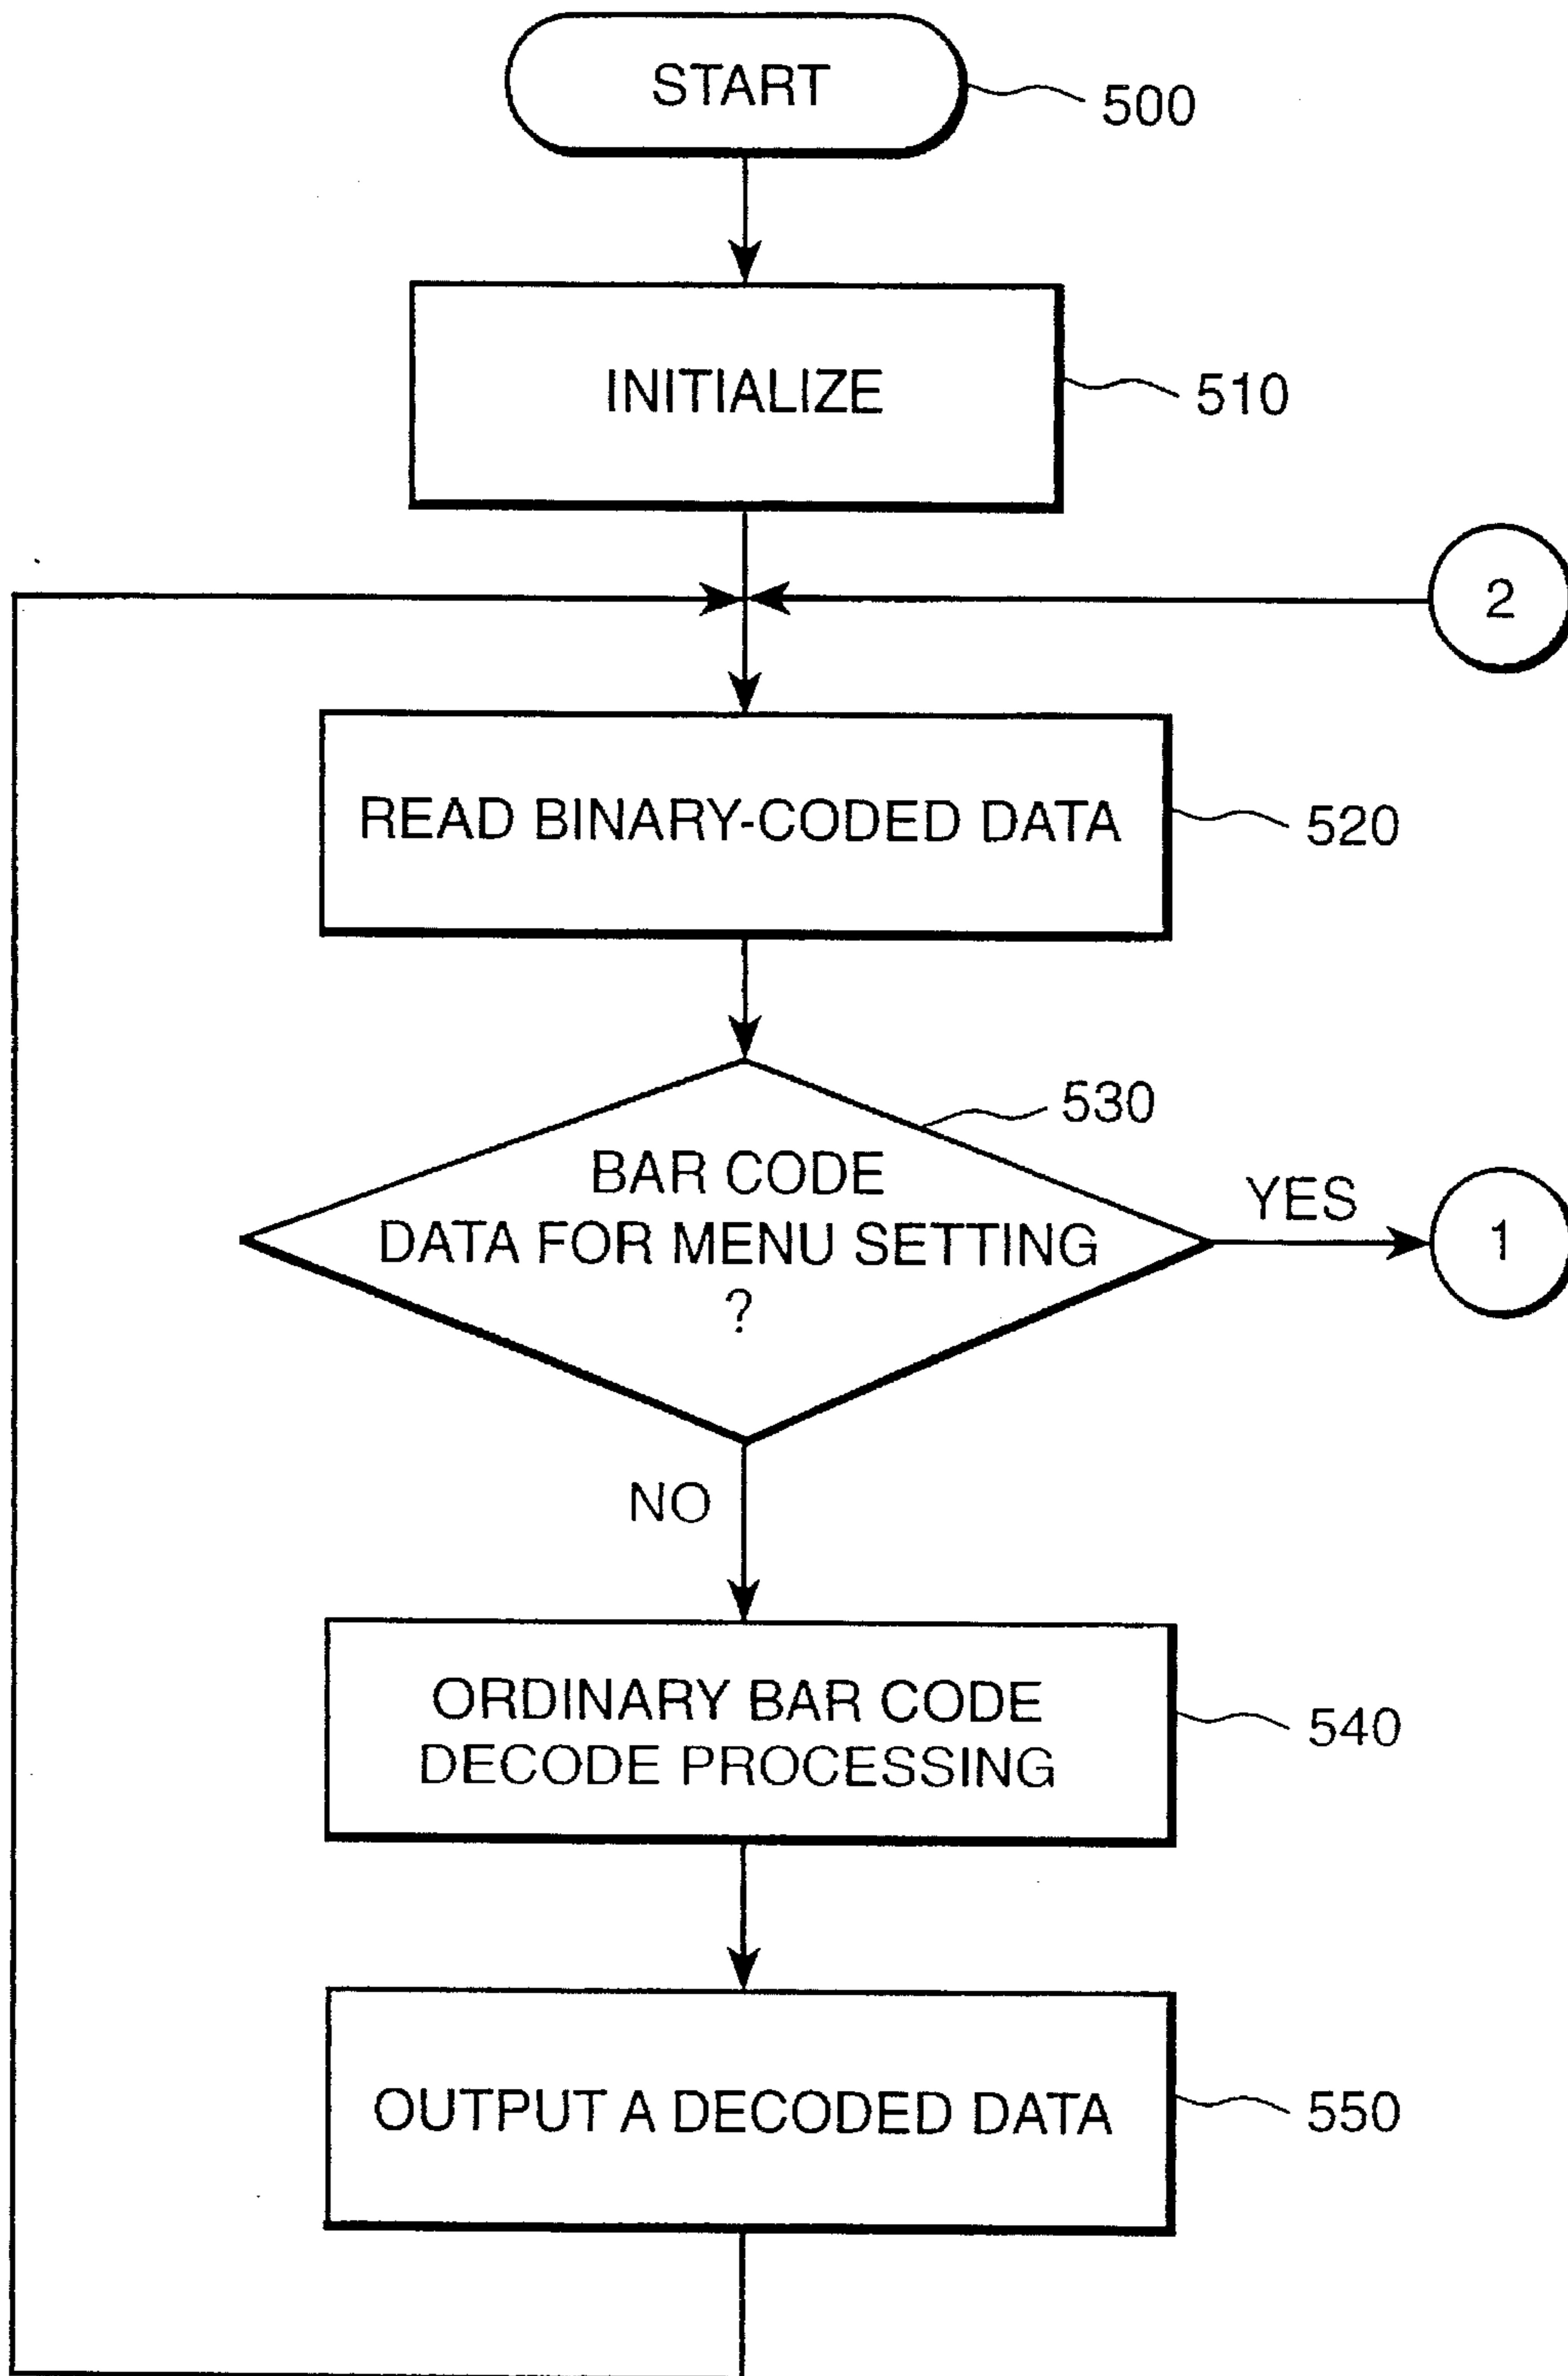 START
500
INITIALIZE
510
2
READ BINARY-CODED DATA
520
530
BAR CODE
DATA FOR MENU SETTING
?
YES
1
NO
ORDINARY BAR CODE
DECODE PROCESSING
540
OUTPUT A DECODED DATA
550